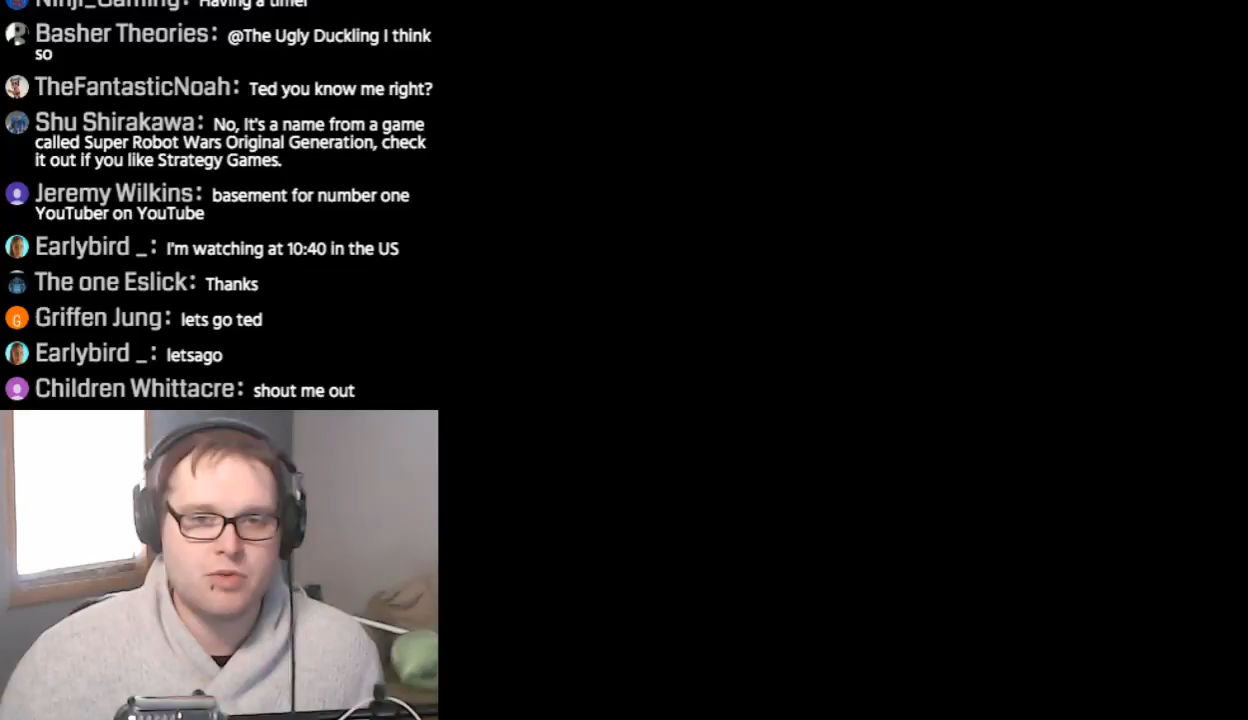 Ninji_Gaming: Having a timer
Basher Theories: @The Ugly Duckling I think
so
TheFantasticNoah: Ted you know me right?
Shu Shirakawa: No, It's a name from a game
called Super Robot Wars Original Generation, check
it out if you like Strategy Games.
Jeremy Wilkins: basement for number one
YouTuber on YouTube
Earlybird _: I'm watching at 10:40 in the US
The one Eslick: Thanks
G Griffen Jung: lets go ted
Earlybird _: letsago
Children Whittacre: shout me out